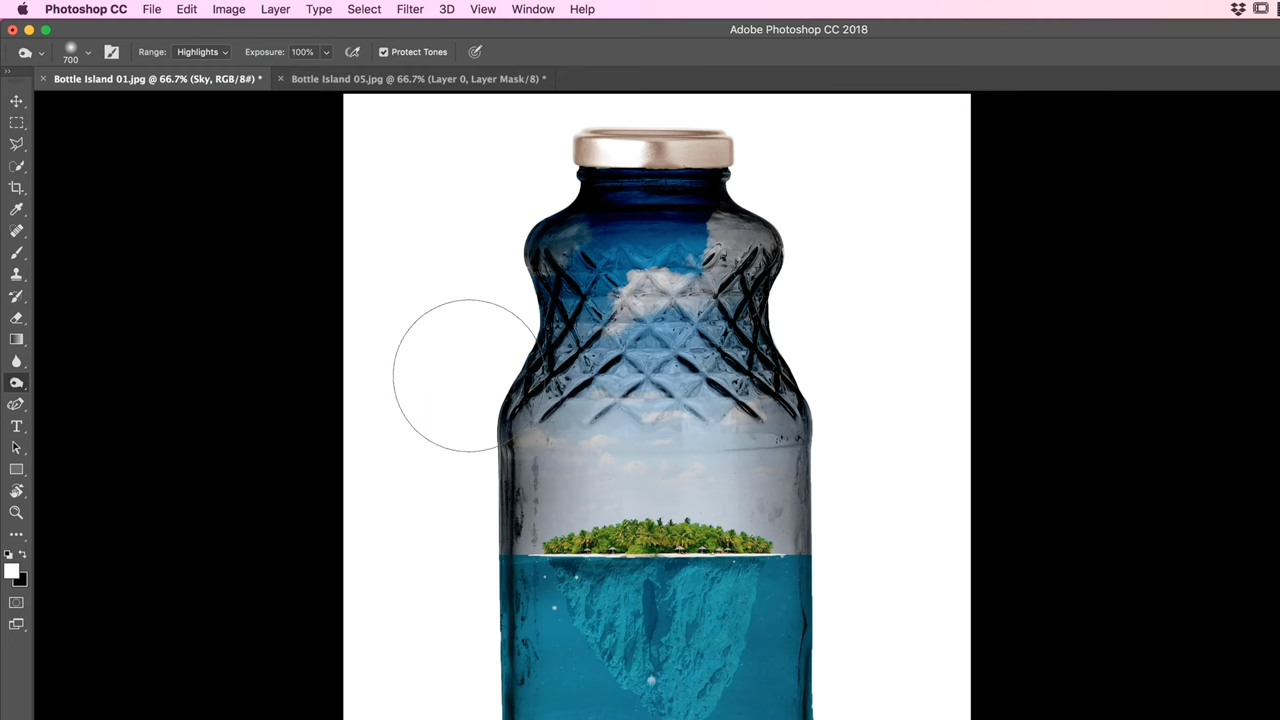 Photoshop CC File Edit Image Layer Type Select Filter 3D View Window Help
Adobe Photoshop CC 2018
700 Range: Highlights Exposure: 100% Protect Tones
Bottle Island 01.jpg @ 66.7% (Sky, RGB/8#) * Bottle Island 05.jpg @ 66.7% (Layer 0, Layer Mask/8) *